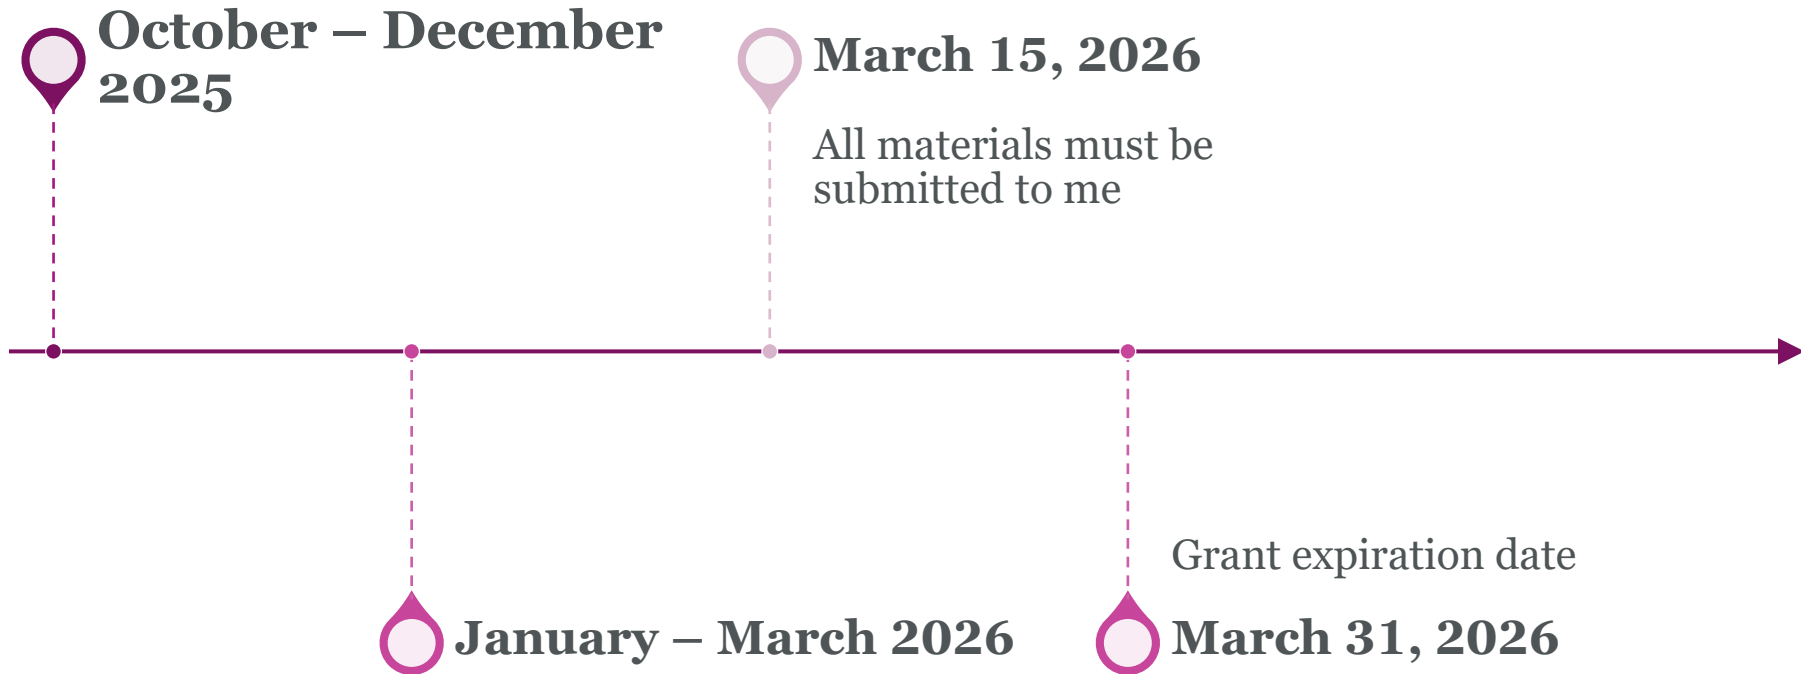 October – December
2025
March 15, 2026
All materials must be
submitted to me
Grant expiration date
January – March 2026
March 31, 2026